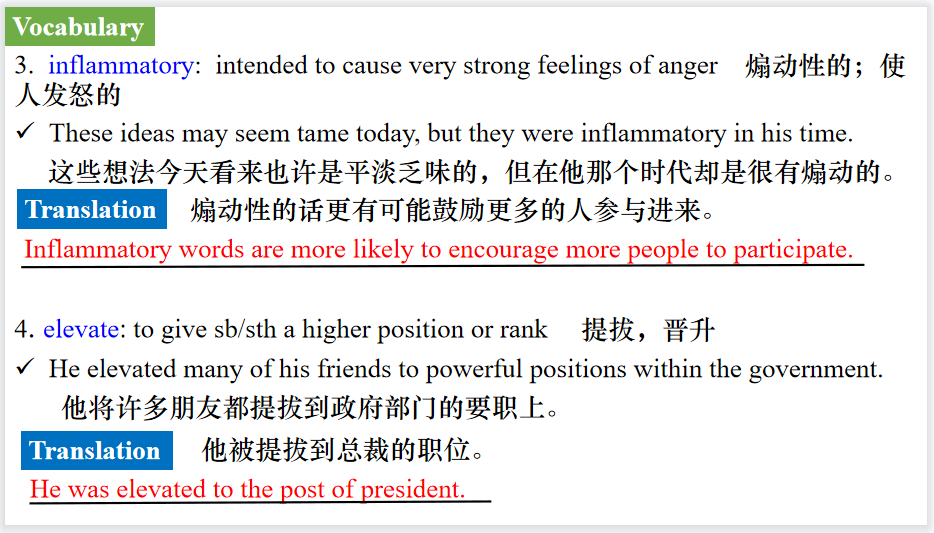 Vocabulary
3. inflammatory: intended to cause very strong feelings of anger 煽动性的；使
人发怒的
✓ These ideas may seem tame today, but they were inflammatory in his time.
这些想法今天看来也许是平淡乏味的，但在他那个时代却是很有煽动的。
Translation 煽动性的话更有可能鼓励更多的人参与进来。
Inflammatory words are more likely to encourage more people to participate.
4. elevate: to give sb/sth a higher position or rank 提拔，晋升
✓ He elevated many of his friends to powerful positions within the government.
他将许多朋友都提拔到政府部门的要职上。
Translation 他被提拔到总裁的职位。
He was elevated to the post of president.